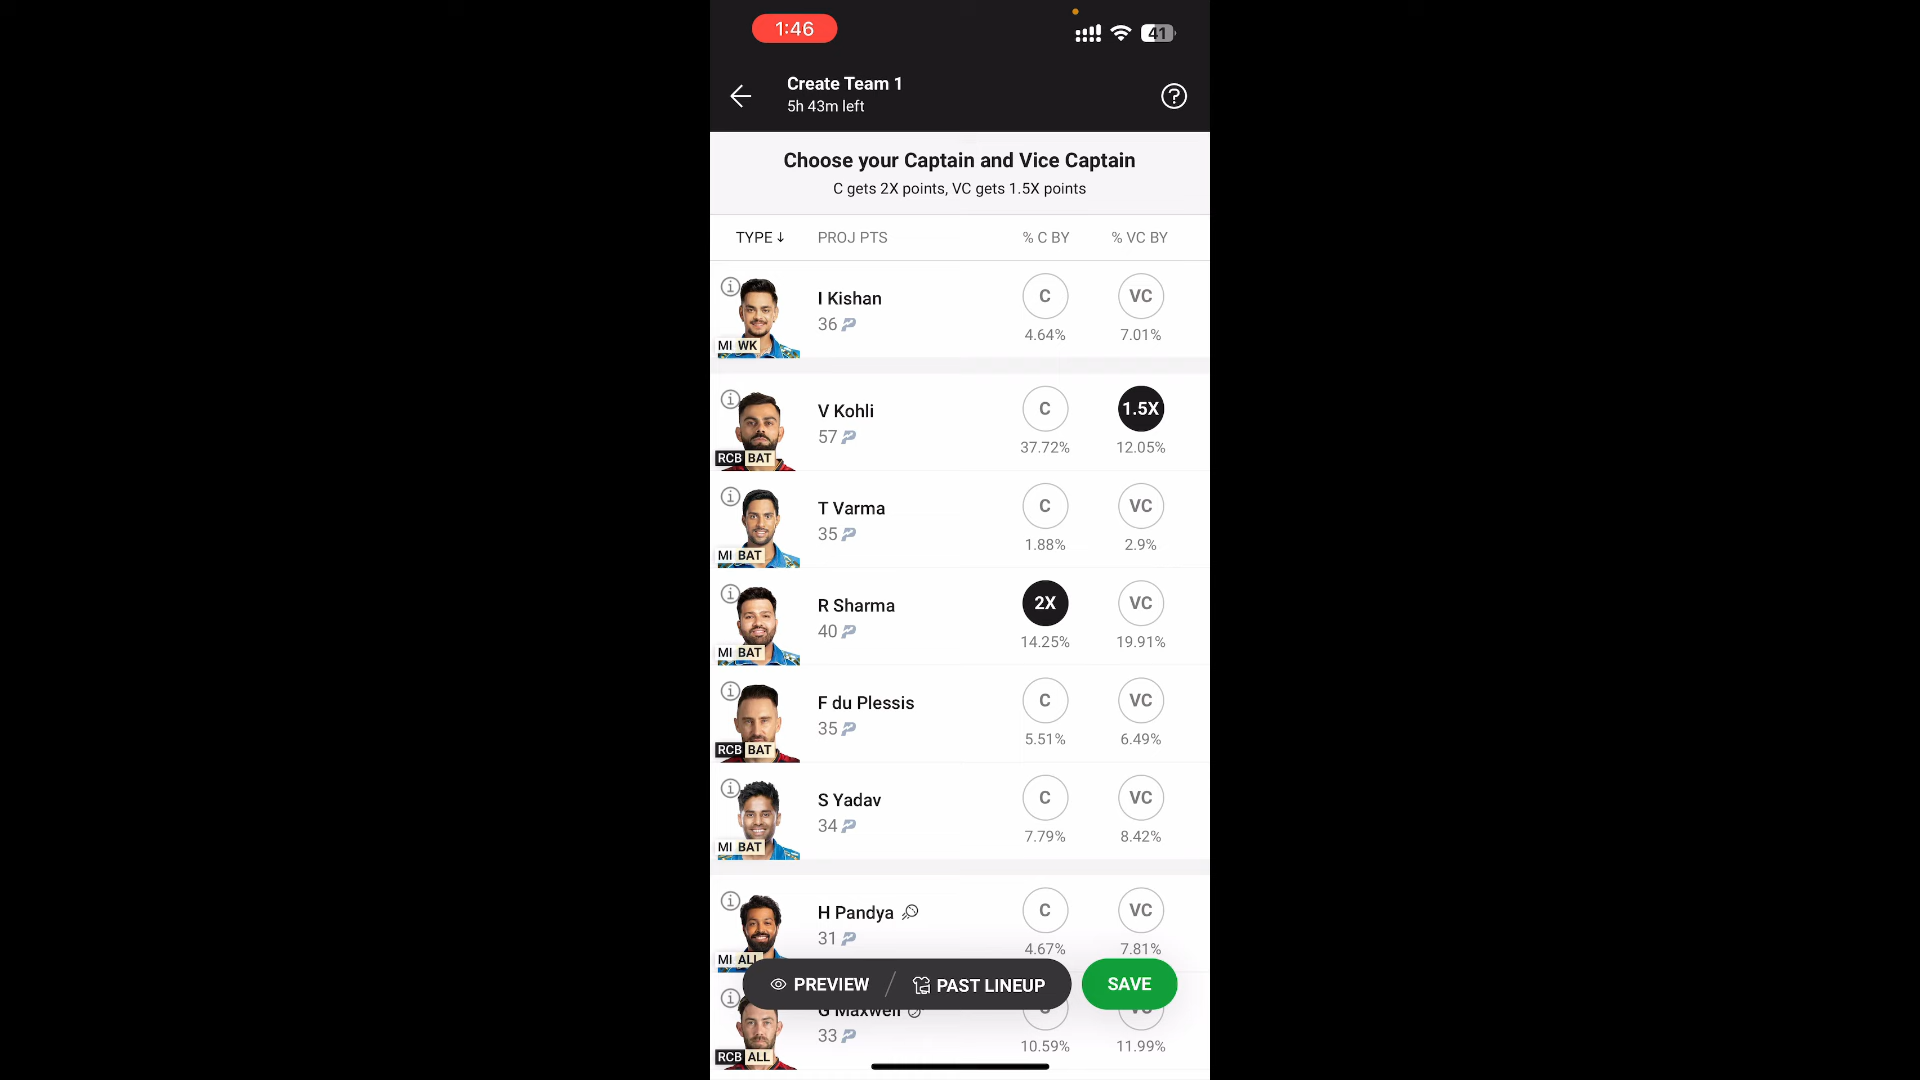 1:46
41
Create Team 1
5h 43m left
?
Choose your Captain and Vice Captain
C gets 2X points, VC gets 1.5X points
TYPE↓ PROJ PTS % C BY % VC BY
I Kishan C VC
36 4.64% 7.01%
MI WK
V Kohli C 1.5X
57 37.72% 12.05%
RCB BAT
T Varma C VC
35 1.88% 2.9%
MI BAT
R Sharma 2X VC
40 14.25% 19.91%
MI BAT
F du Plessis C VC
35 5.51% 6.49%
RCB BAT
S Yadav C VC
34 7.79% 8.42%
MI BAT
H Pandya C VC
31 4.67% 7.81%
MI ALL
PREVIEW / PAST LINEUP SAVE
G Maxwell C VC
33 10.59% 11.99%
RCB ALL